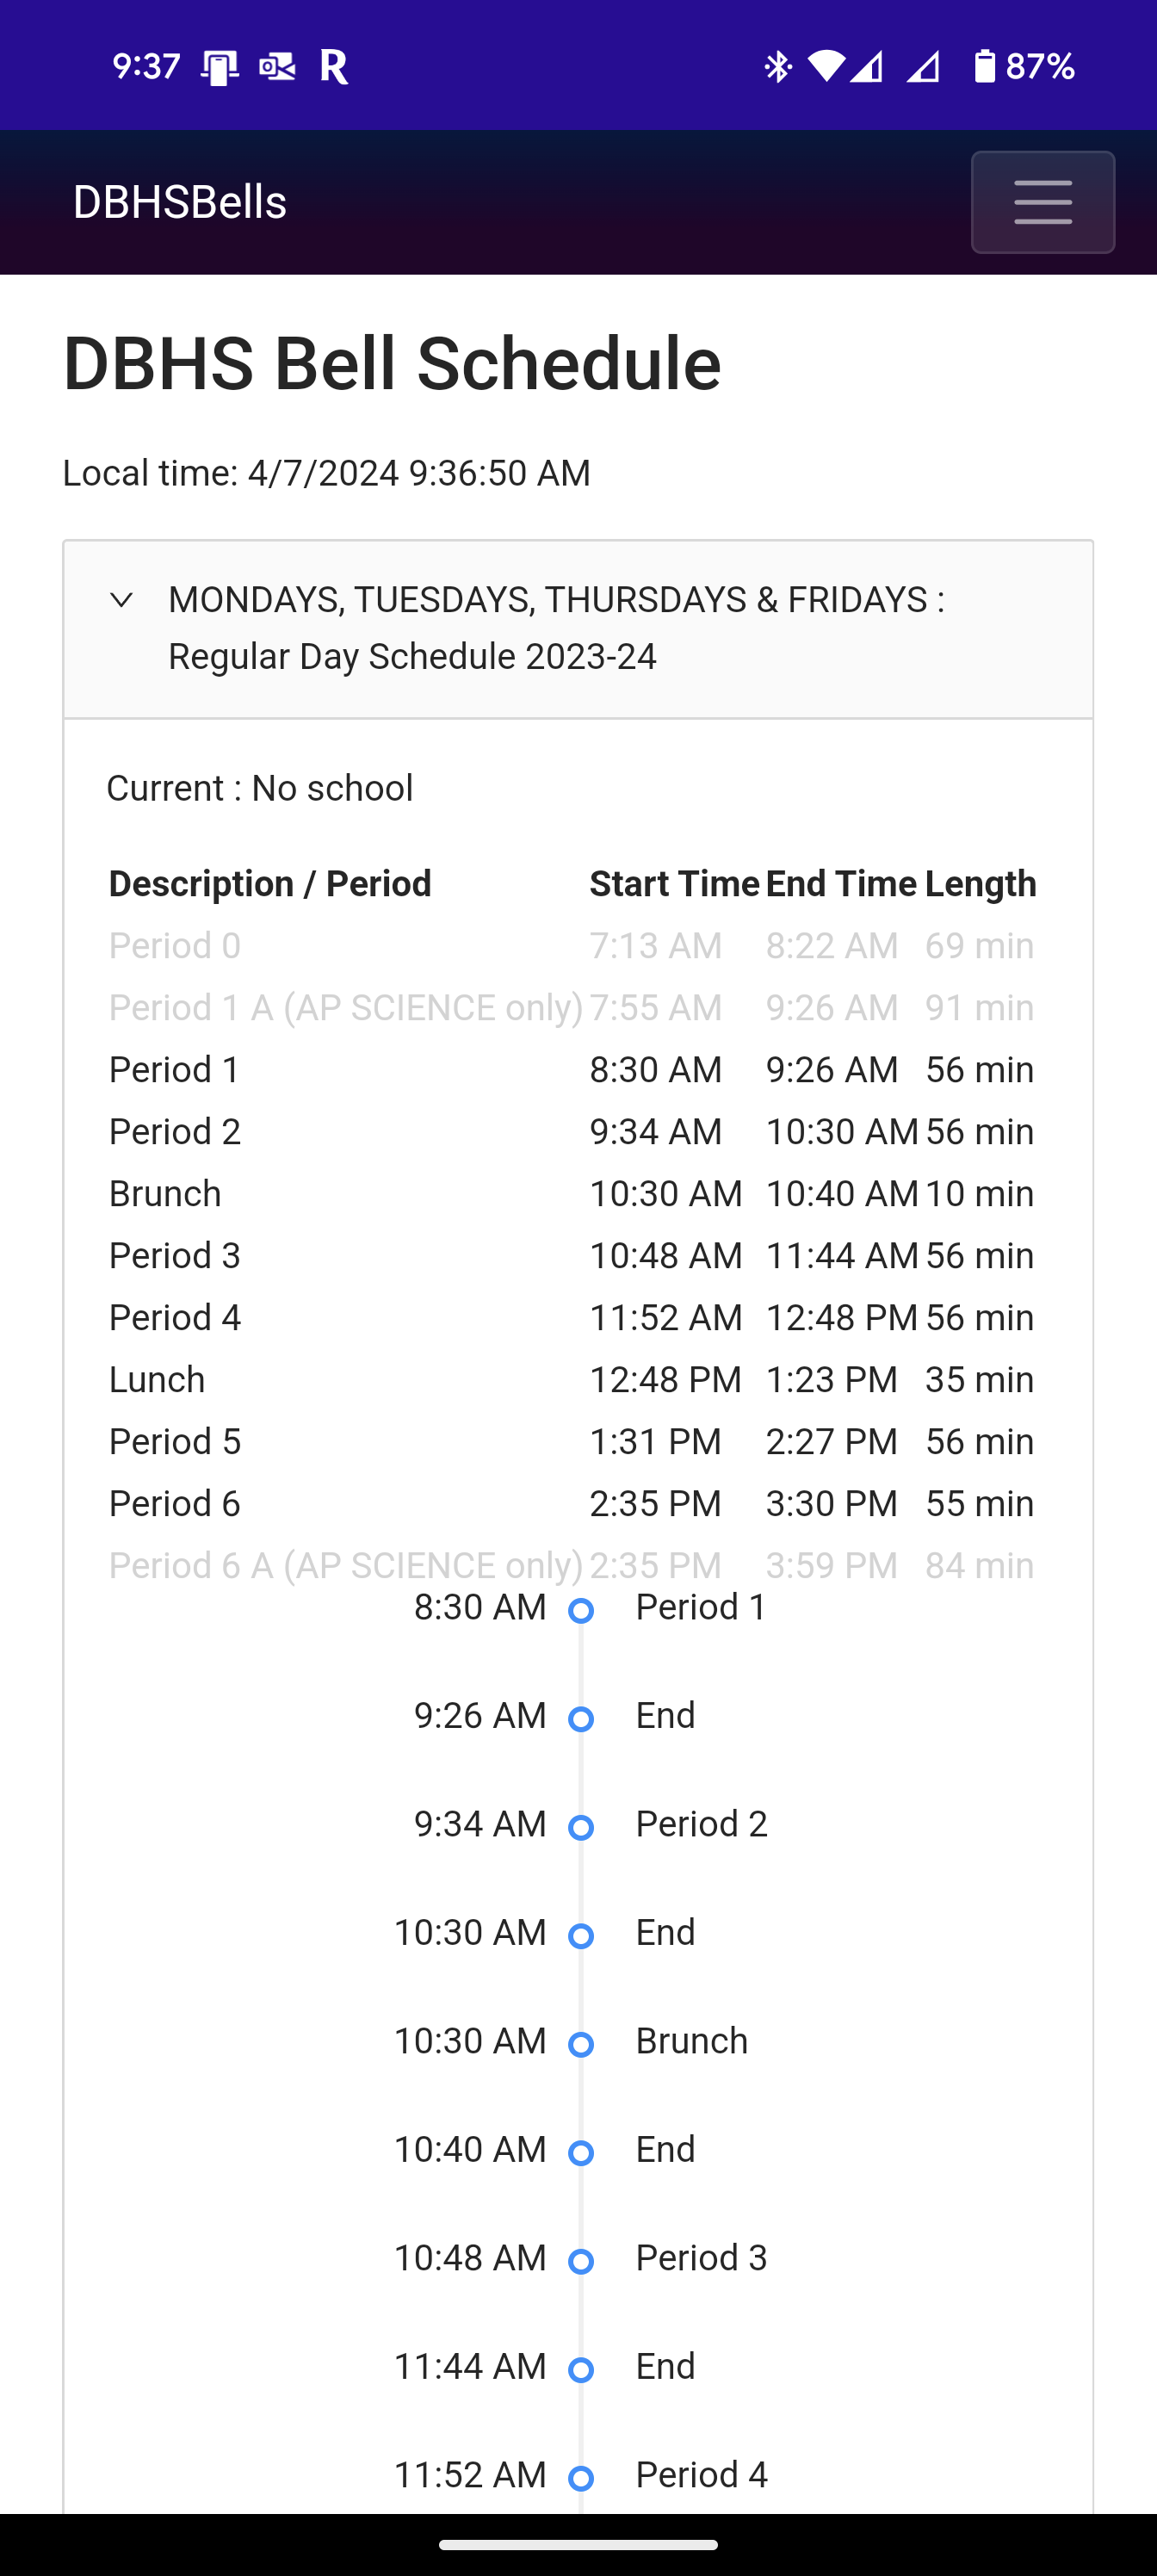 9:37 R 87%
DBHSBells
DBHS Bell Schedule
Local time: 4/7/2024 9:36:50 AM
MONDAYS, TUESDAYS, THURSDAYS & FRIDAYS :
Regular Day Schedule 2023-24
Current : No school
Description / Period Start Time End Time Length
Period 0 7:13 AM 8:22 AM 69 min
Period 1 A (AP SCIENCE only) 7:55 AM 9:26 AM 91 min
Period 1 8:30 AM 9:26 AM 56 min
Period 2 9:34 AM 10:30 AM 56 min
Brunch 10:30 AM 10:40 AM 10 min
Period 3 10:48 AM 11:44 AM 56 min
Period 4 11:52 AM 12:48 PM 56 min
Lunch 12:48 PM 1:23 PM 35 min
Period 5 1:31 PM 2:27 PM 56 min
Period 6 2:35 PM 3:30 PM 55 min
Period 6 A (AP SCIENCE only) 2:35 PM 3:59 PM 84 min
8:30 AM Period 1
9:26 AM End
9:34 AM Period 2
10:30 AM End
10:30 AM Brunch
10:40 AM End
10:48 AM Period 3
11:44 AM End
11:52 AM Period 4